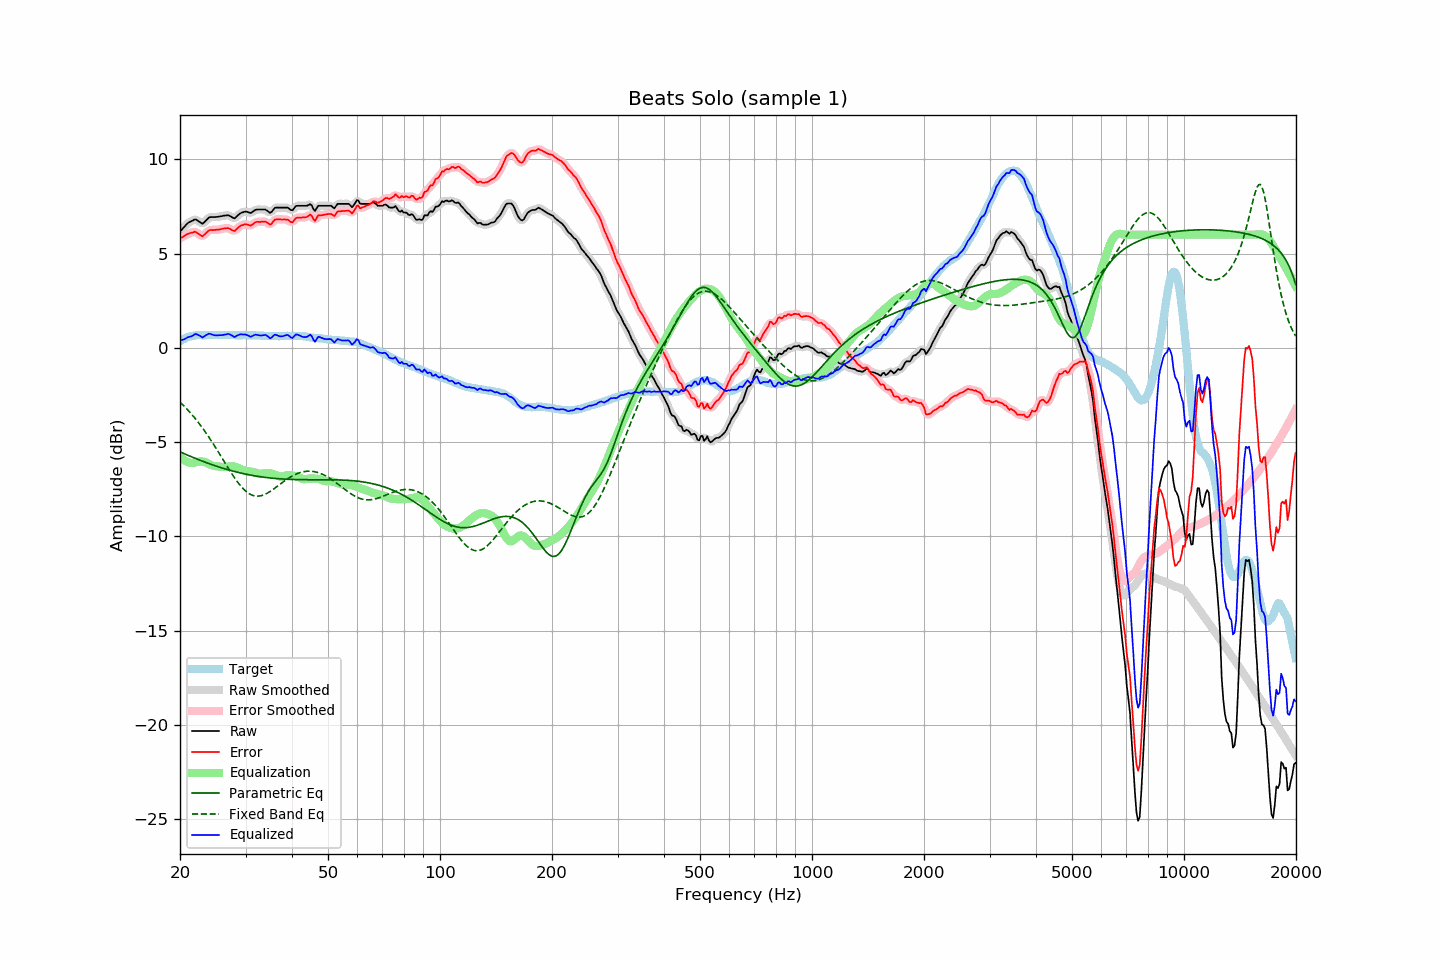 Beats Solo (sample 1)
Amplitude (dBr)
10
5
0
−5
−10
−15
−20
−25
Target
Raw Smoothed
Error Smoothed
Raw
Error
Equalization
Parametric Eq
Fixed Band Eq
Equalized
20 50 100 200 500 1000 2000 5000 10000 20000
Frequency (Hz)